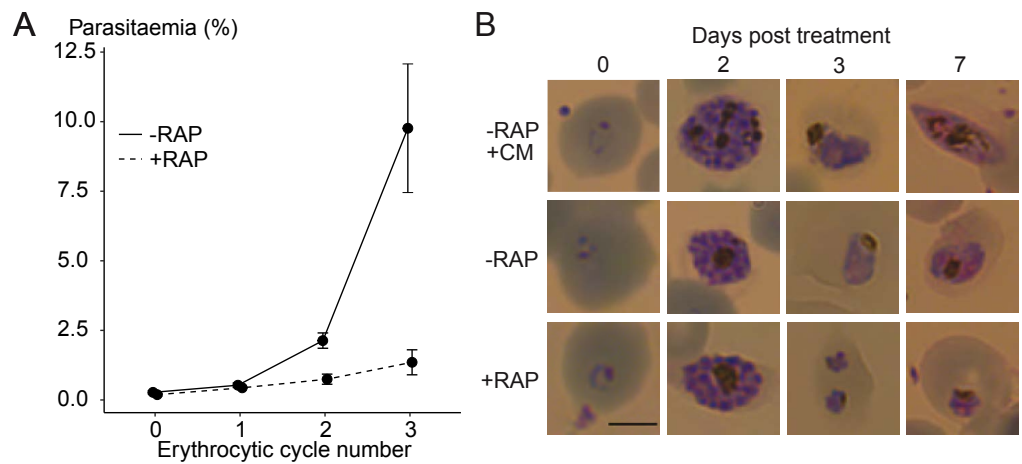 A
Parasitaemia (%)
12.5
10.0
7.5
5.0
2.5
0.0
-RAP
+RAP
0 1 2 3
Erythrocytic cycle number
B
Days post treatment
0 2 3 7
-RAP
+CM
-RAP
+RAP